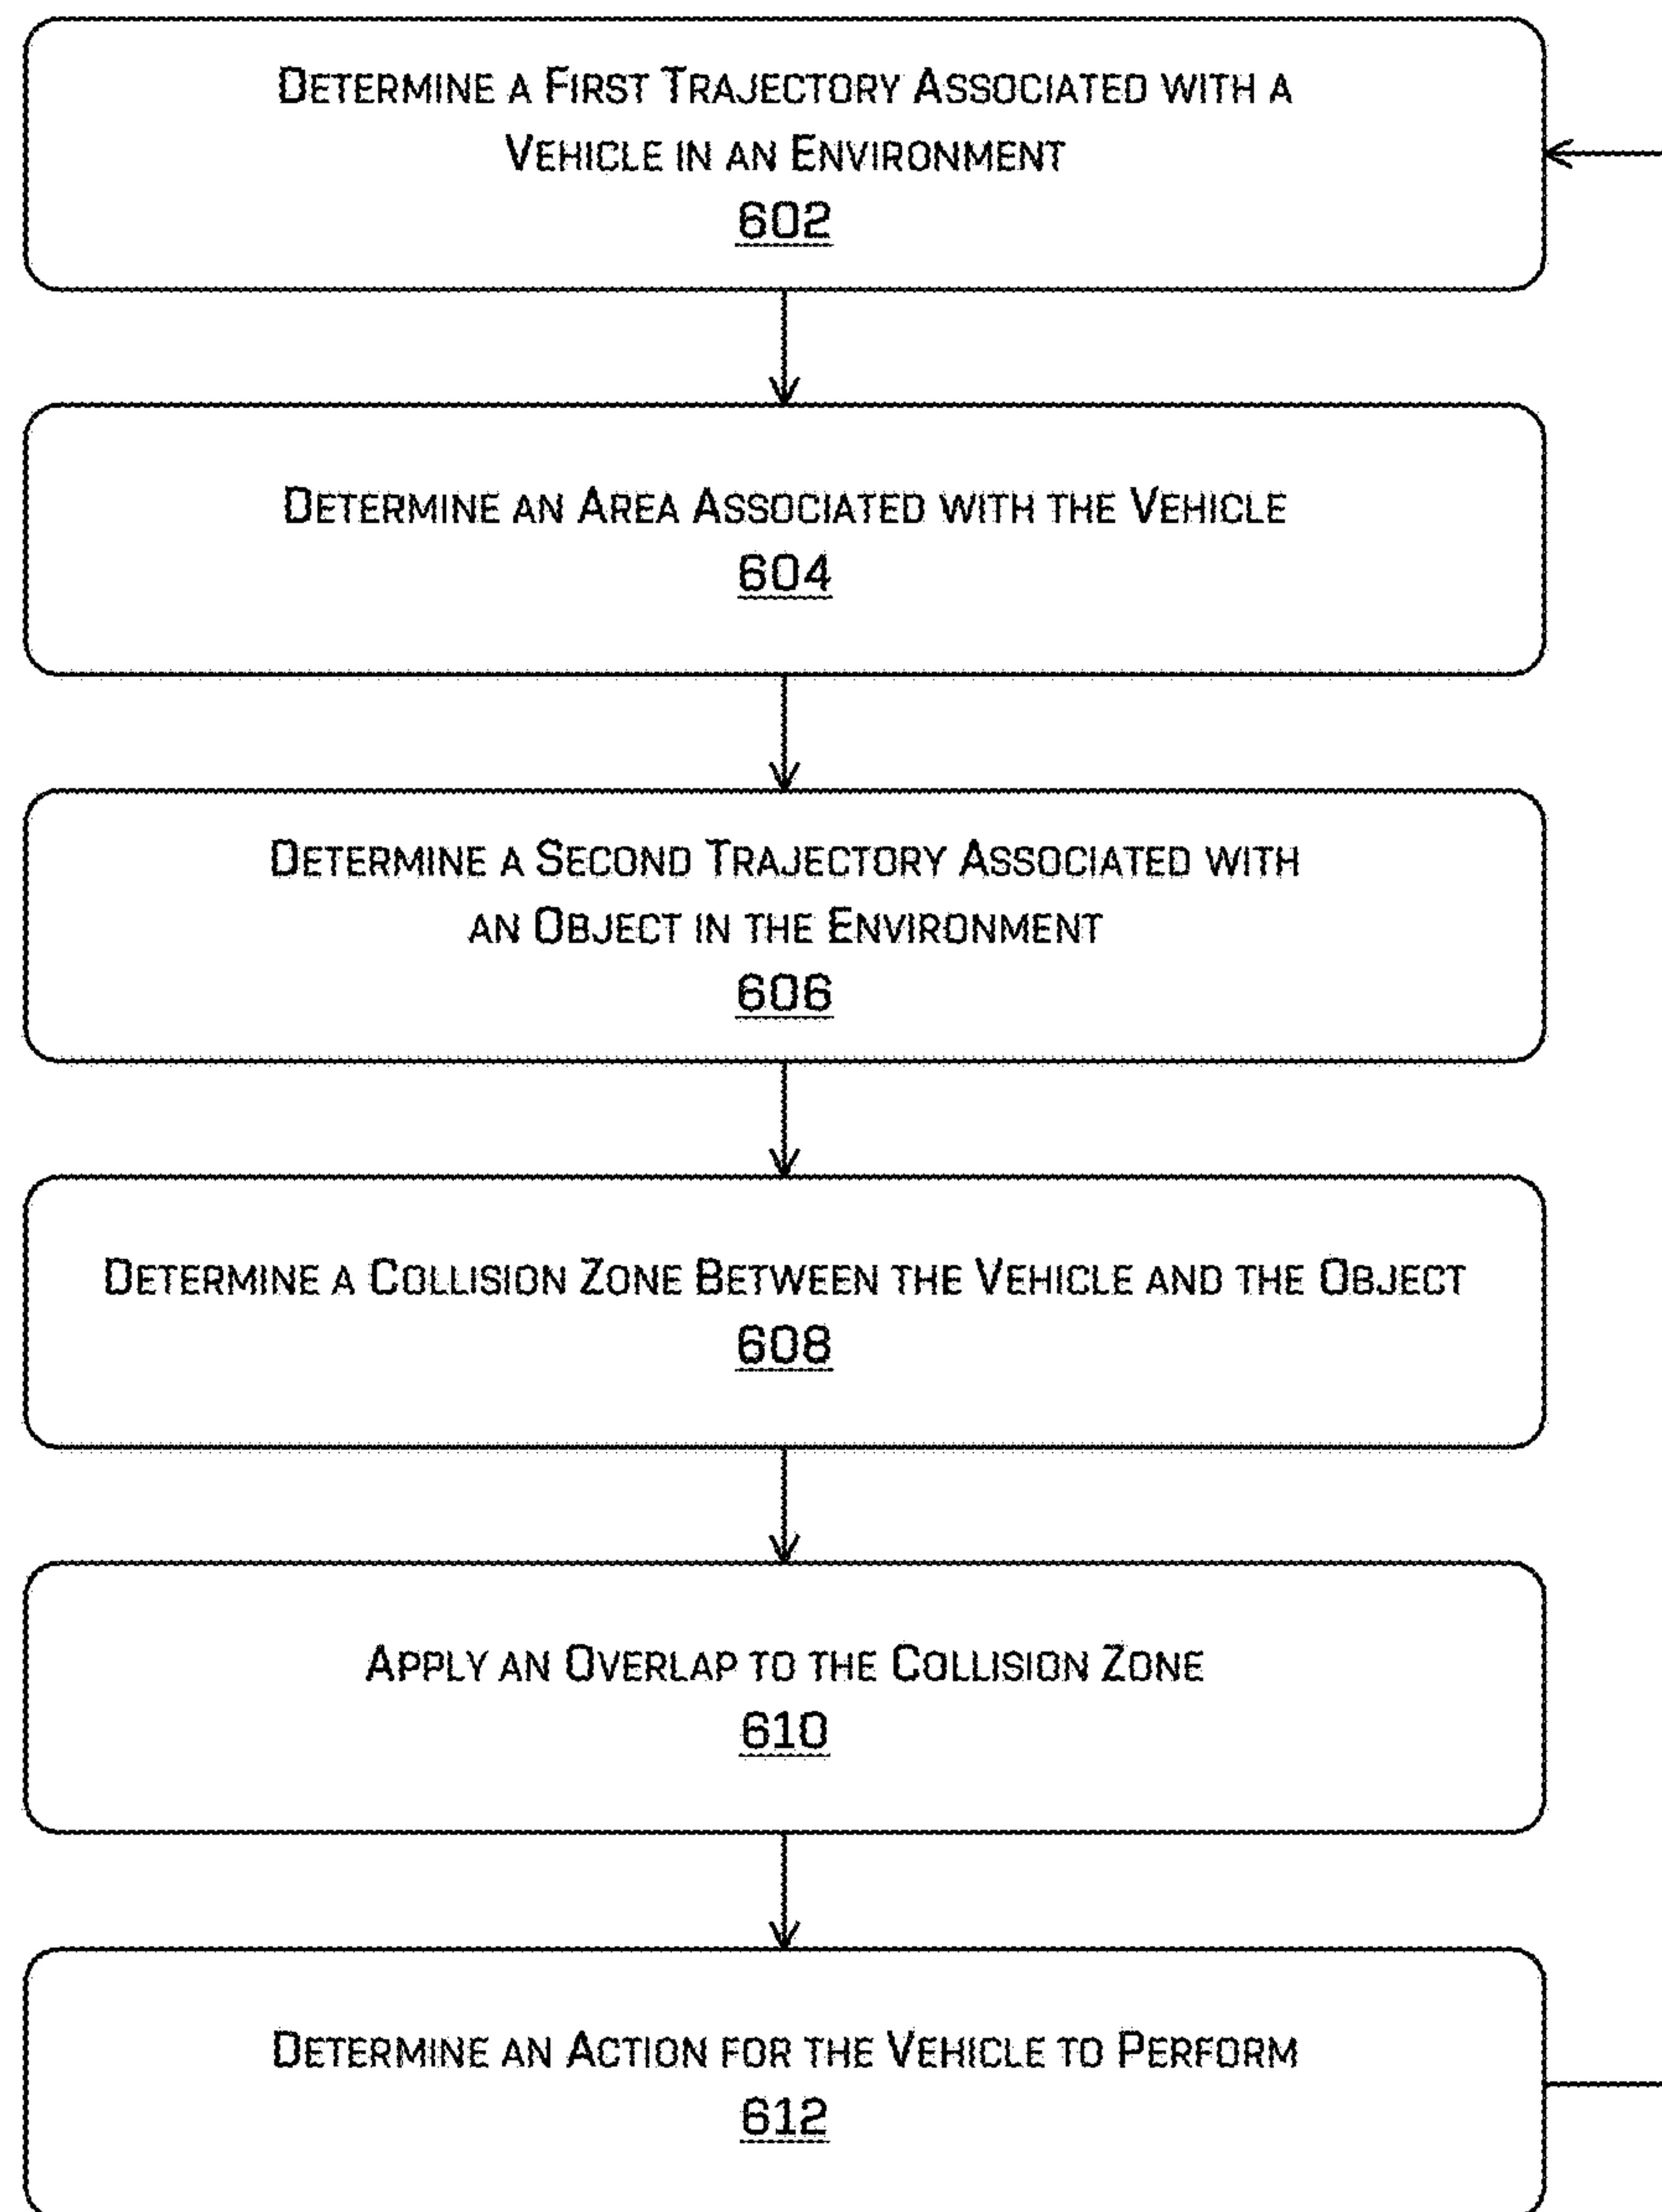 Determine a First Trajectory Associated with a
Vehicle in an Environment
602
Determine an Area Associated with the Vehicle
604
Determine a Second Trajectory Associated with
an Object in the Environment
606
Determine a Collision Zone Between the Vehicle and the Object
608
Apply an Overlap to the Collision Zone
610
Determine an Action for the Vehicle to Perform
612